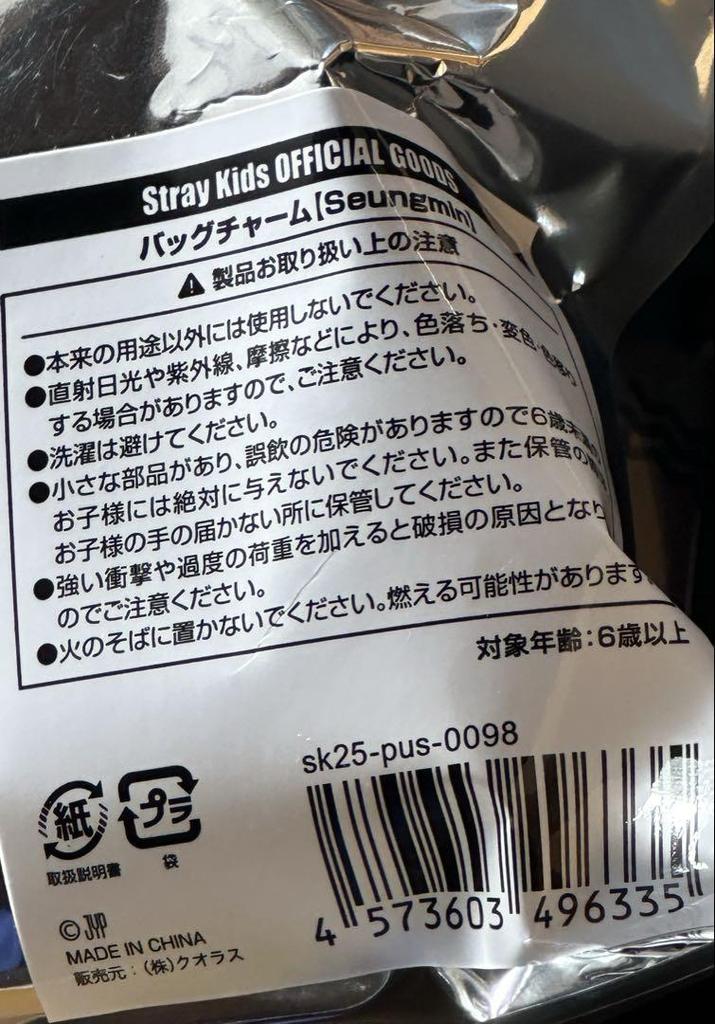 Stray Kids OFFICIAL GOODS
バッグチャーム【Seungmin】
製品お取り扱い上の注意
●本来の用途以外には使用しないでください。
●直射日光や紫外線、摩擦などにより、色落ち・変色・色移り
する場合がありますので、ご注意ください。
●洗濯は避けてください。
●小さな部品があり、誤飲の危険がありますので6歳未満の
お子様には絶対に与えないでください。また保管の
お子様の手の届かない所に保管してください。
●強い衝撃や過度の荷重を加えると破損の原因となり
のでご注意ください。
●火のそばに置かないでください。燃える可能性があります
対象年齢:6歳以上
sk25-pus-0098
紙 プラ
取扱説明書 袋
4 573603 496335
© JYP
MADE IN CHINA
販売元:(株)クオラス